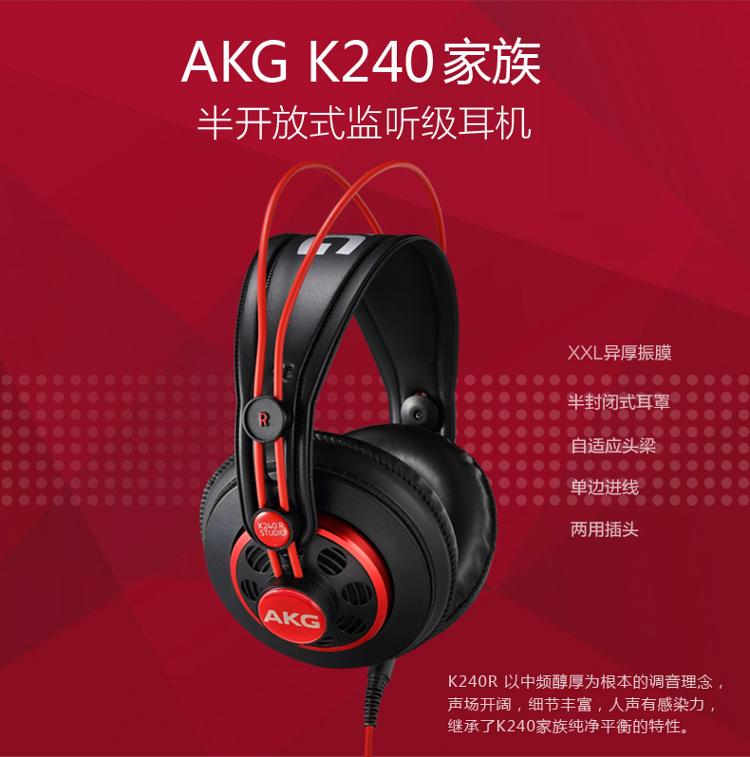 AKG K240家族
半开放式监听级耳机
XXL异厚振膜
半封闭式耳罩
自适应头梁
单边进线
两用插头
R
K240 R
STUDIO
AKG
K240R 以中频醇厚为根本的调音理念，
声场开阔，细节丰富，人声有感染力，
继承了K240家族纯净平衡的特性。